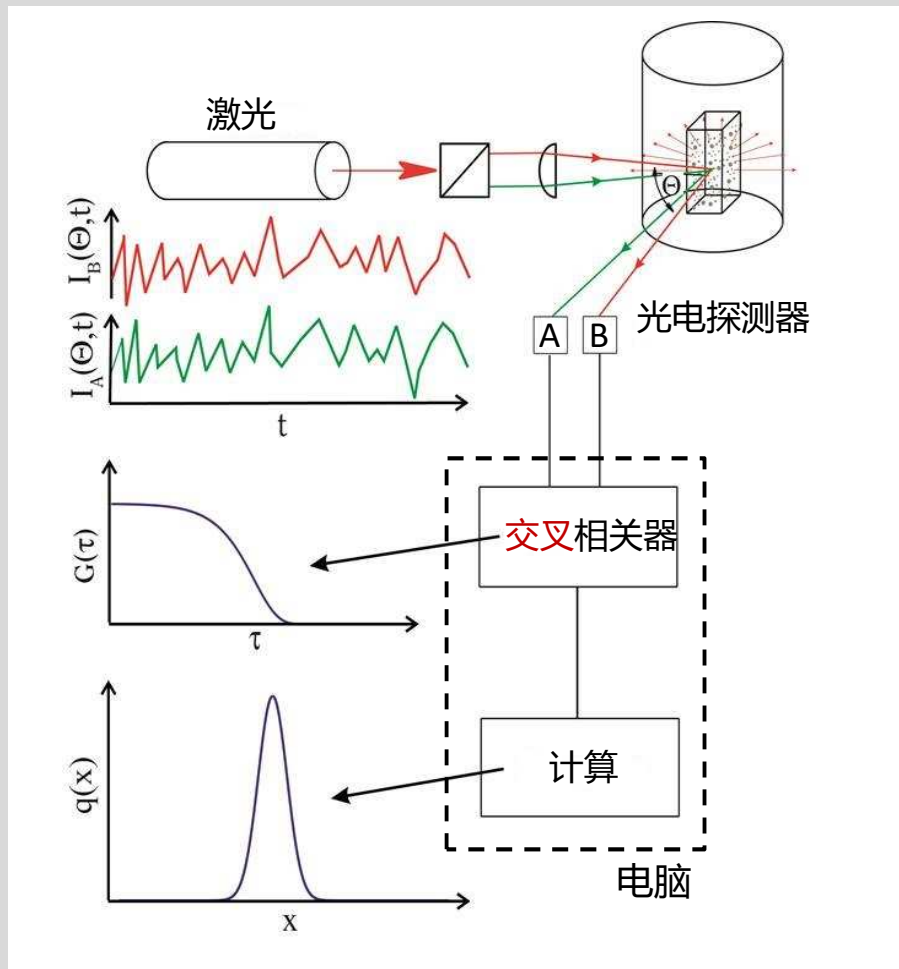 激光
Θ
I_B(Θ,t)
I_A(Θ,t)
t
A
B
光电探测器
交叉相关器
G(τ)
τ
计算
q(x)
x
电脑